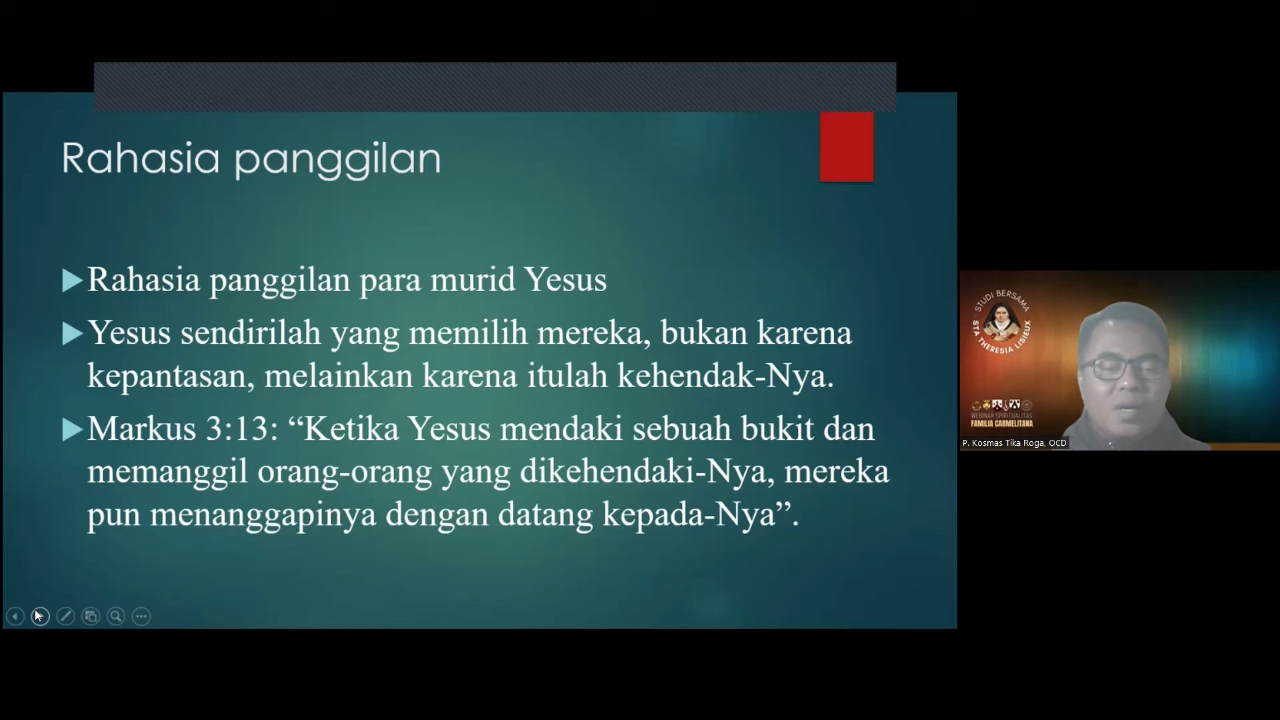 Rahasia panggilan
Rahasia panggilan para murid Yesus
Yesus sendirilah yang memilih mereka, bukan karena
kepantasan, melainkan karena itulah kehendak-Nya.
Markus 3:13: “Ketika Yesus mendaki sebuah bukit dan
memanggil orang-orang yang dikehendaki-Nya, mereka
pun menanggapinya dengan datang kepada-Nya”.
STUDI BERSAMA
STA THERESIA LISIEUX
WEBINAR SPIRITUALITAS
FAMILIA CARMELITANA
P. Kosmas Tika Roga, OCD